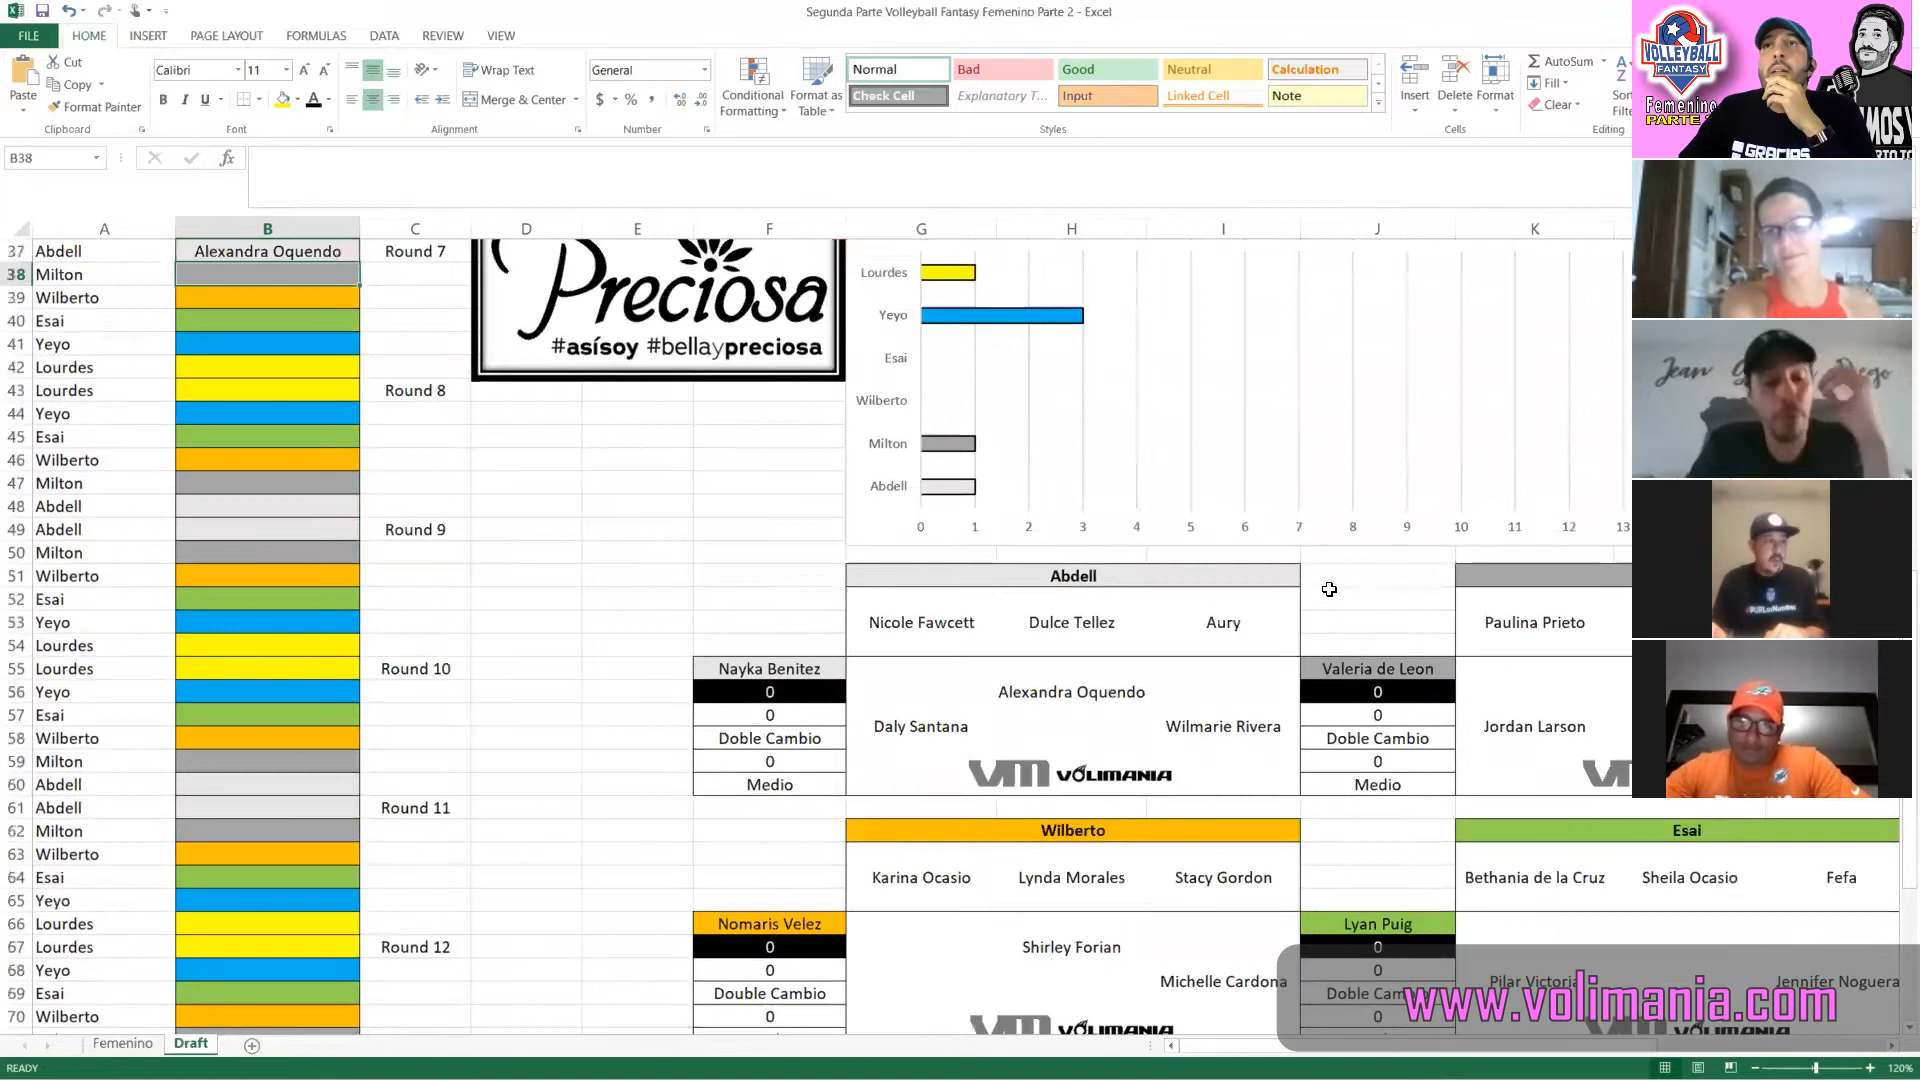 Segunda Parte Volleyball Fantasy Femenino Parte 2 - Excel
FILE HOME INSERT PAGE LAYOUT FORMULAS DATA REVIEW VIEW
Paste
Cut
Copy
Format Painter
Clipboard
Calibri 11
B I U
Font
Wrap Text
Merge & Center
Alignment
General
$ % ,
Number
Conditional Formatting
Format as Table
Normal Bad Good Neutral Calculation
Check Cell Explanatory T... Input Linked Cell Note
Styles
Insert Delete Format
Cells
AutoSum
Fill
Clear
Editing
B38
fx
A B C D E F G H I J K
37 Abdell Alexandra Oquendo Round 7
38 Milton
39 Wilberto
40 Esai
41 Yeyo
42 Lourdes
43 Lourdes Round 8
44 Yeyo
45 Esai
46 Wilberto
47 Milton
48 Abdell
49 Abdell Round 9
50 Milton
51 Wilberto
52 Esai
53 Yeyo
54 Lourdes
55 Lourdes Round 10
56 Yeyo
57 Esai
58 Wilberto
59 Milton
60 Abdell
61 Abdell Round 11
62 Milton
63 Wilberto
64 Esai
65 Yeyo
66 Lourdes
67 Lourdes Round 12
68 Yeyo
69 Esai
70 Wilberto
Preciosa
#asísoy #bellaypreciosa
Lourdes
Yeyo
Esai
Wilberto
Milton
Abdell
0 1 2 3 4 5 6 7 8 9 10 11 12 13
Abdell
Nicole Fawcett Dulce Tellez Aury
Alexandra Oquendo
Daly Santana Wilmarie Rivera
VM VOLIMANIA
Nayka Benitez
0
0
Doble Cambio
0
Medio
Valeria de Leon
0
0
Doble Cambio
0
Medio
Paulina Prieto
Jordan Larson
Wilberto
Karina Ocasio Lynda Morales Stacy Gordon
Shirley Forian
Michelle Cardona
VM VOLIMANIA
Nomaris Velez
0
0
Double Cambio
0
Esai
Bethania de la Cruz Sheila Ocasio Fefa
Lyan Puig
0
0
0
Jennifer Noguera
www.volimania.com
VOLLEYBALL
FANTASY
Femenino
GRACIAS
Jean
Diego
Femenino Draft
READY
120%